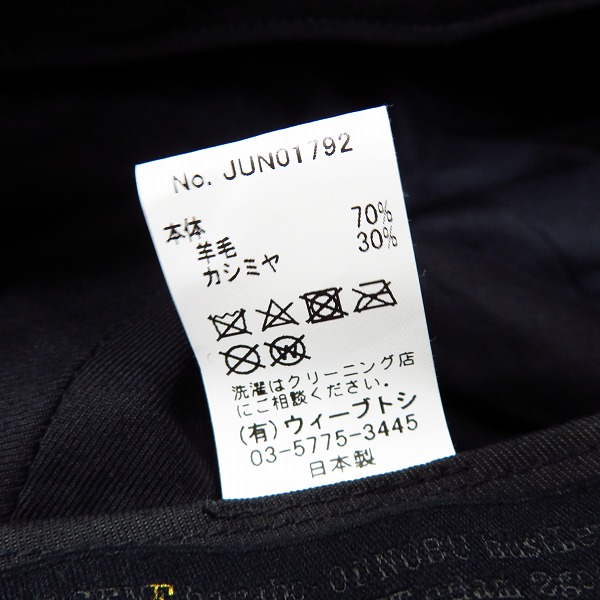 No. JUN01792
本体
羊毛 70%
カシミヤ 30%
W
洗濯はクリーニング店
にご相談ください。
(有)ウィーブトシ
03-5775-3445
日本製